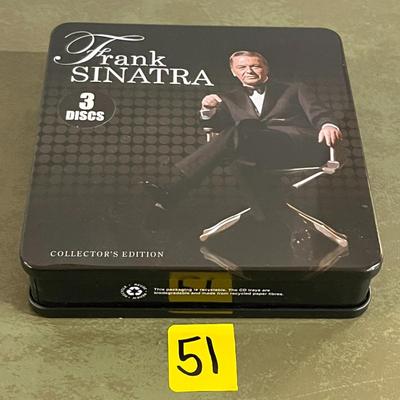 Frank
SINATRA
3
DISCS
COLLECTOR'S EDITION
This packaging is recyclable. The CD trays are
biodegradable and made from recycled paper fibres.
51